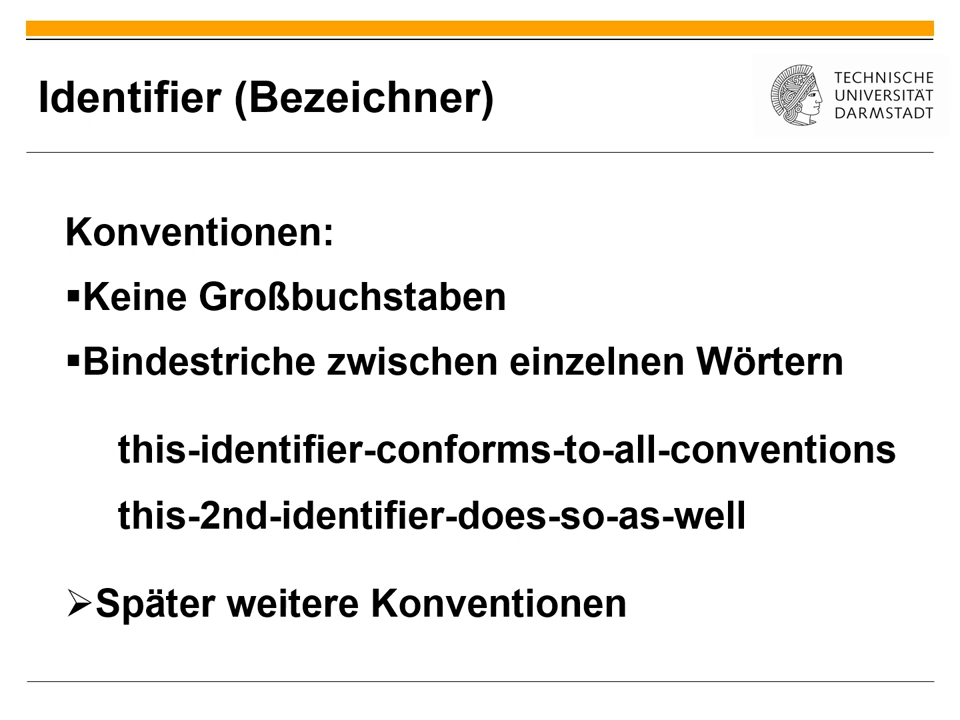 Identifier (Bezeichner)
TECHNISCHE
UNIVERSITÄT
DARMSTADT
Konventionen:
▪Keine Großbuchstaben
▪Bindestriche zwischen einzelnen Wörtern
this-identifier-conforms-to-all-conventions
this-2nd-identifier-does-so-as-well
➢Später weitere Konventionen